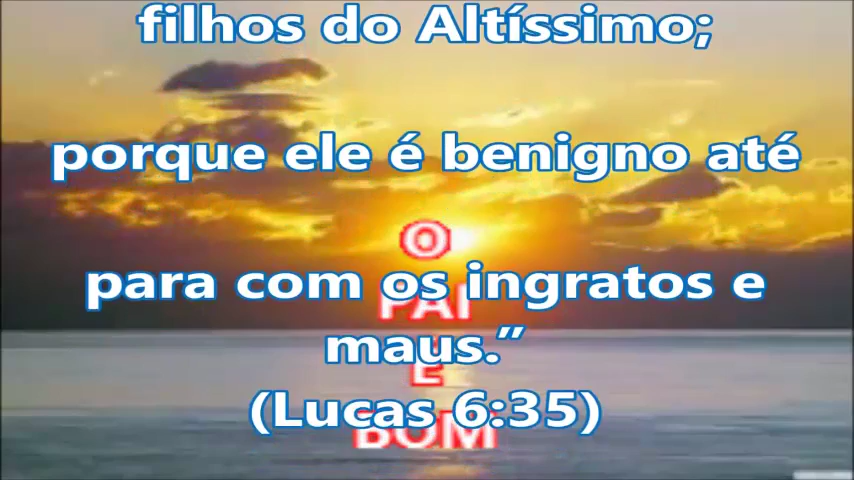 filhos do Altíssimo;
porque ele é benigno até
O
para com os ingratos e
PAI
maus.”
É
(Lucas 6:35)
BOM